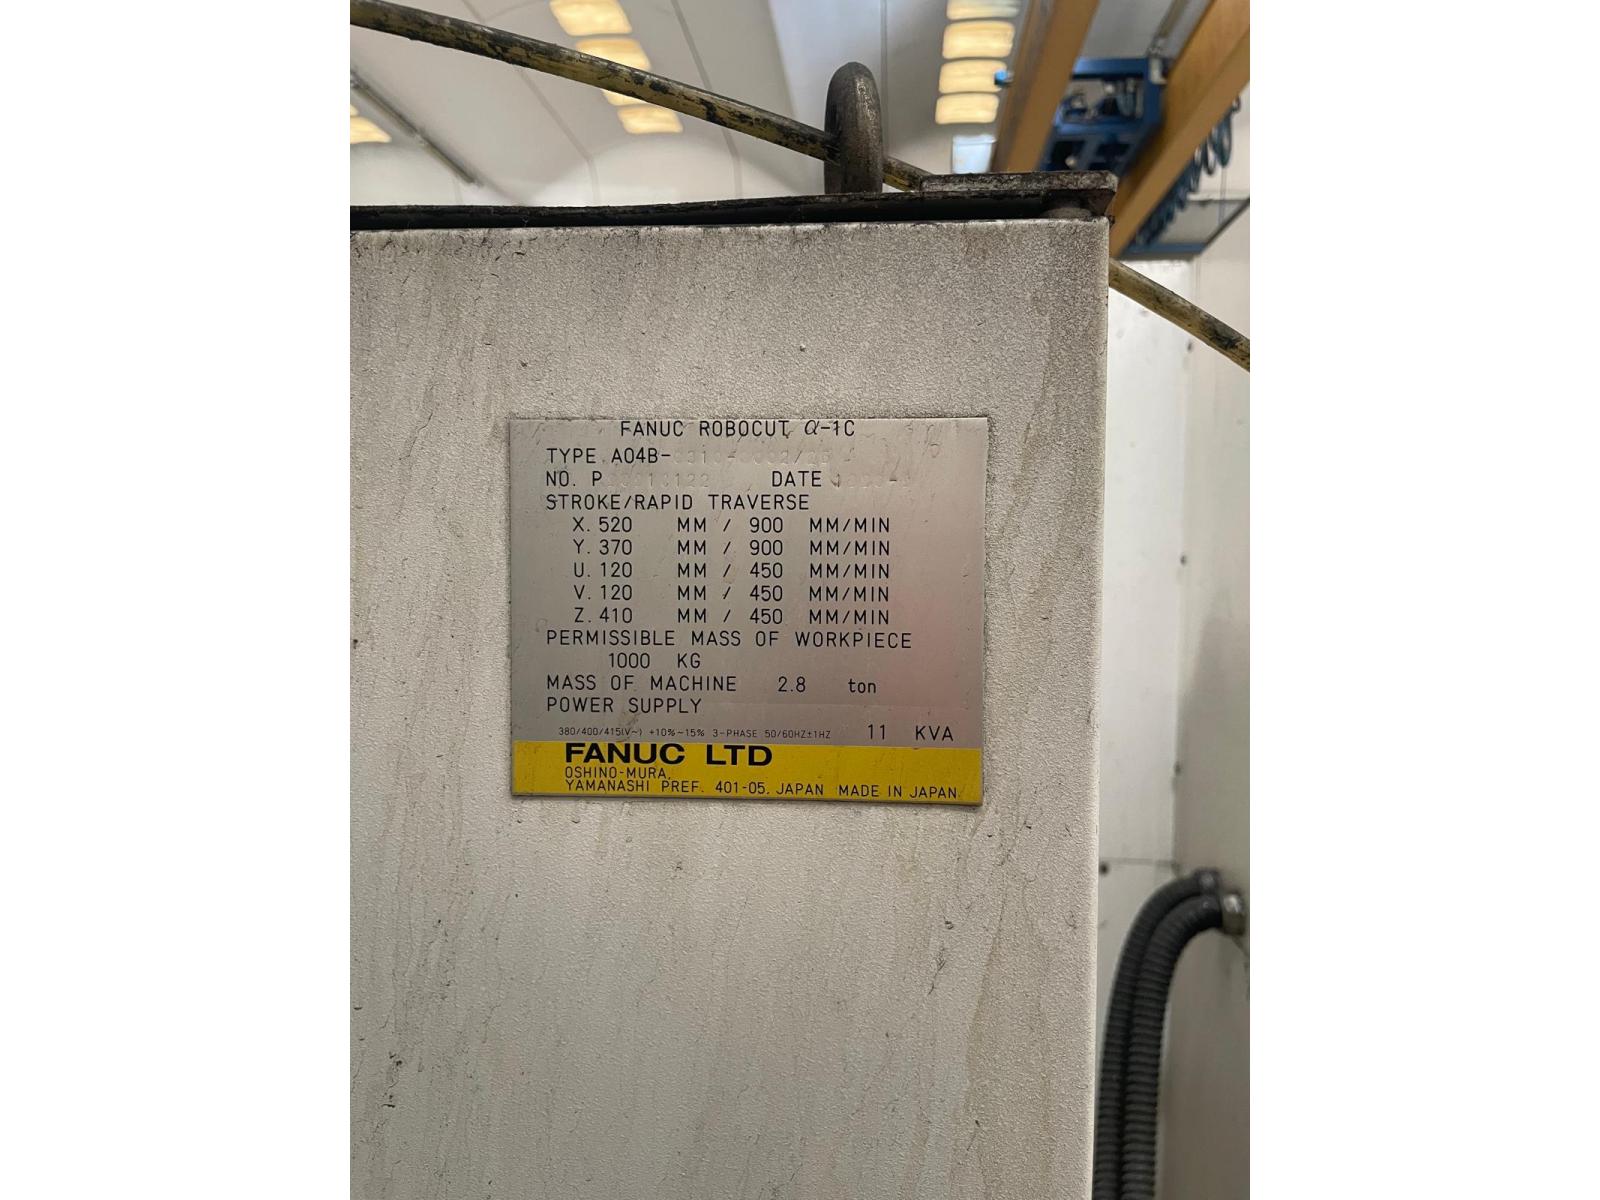 FANUC ROBOCUT α-1C
TYPE A04B-
NO. P DATE
STROKE/RAPID TRAVERSE
X. 520 MM / 900 MM/MIN
Y. 370 MM / 900 MM/MIN
U. 120 MM / 450 MM/MIN
V. 120 MM / 450 MM/MIN
Z. 410 MM / 450 MM/MIN
PERMISSIBLE MASS OF WORKPIECE
1000 KG
MASS OF MACHINE 2.8 ton
POWER SUPPLY
380/400/415(V~) +10%~15% 3-PHASE 50/60HZ±1HZ 11 KVA
FANUC LTD
OSHINO-MURA,
YAMANASHI PREF. 401-05, JAPAN MADE IN JAPAN